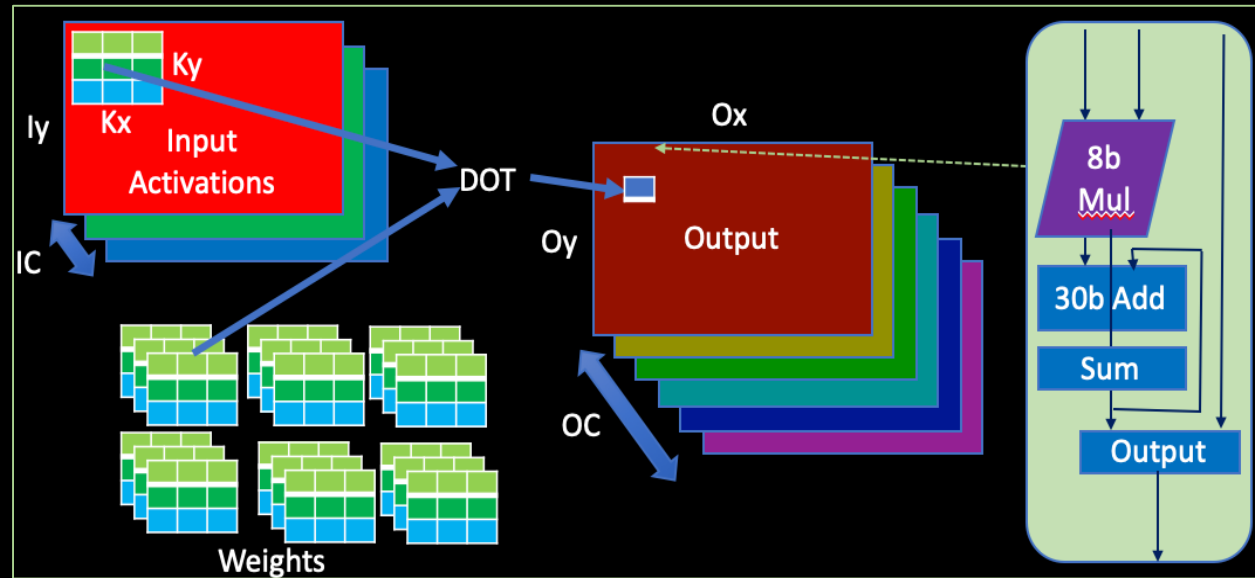 Ky
Iy
Kx
Input
Activations
IC
DOT
Weights
Ox
Oy
Output
OC
8b
Mul
30b Add
Sum
Output